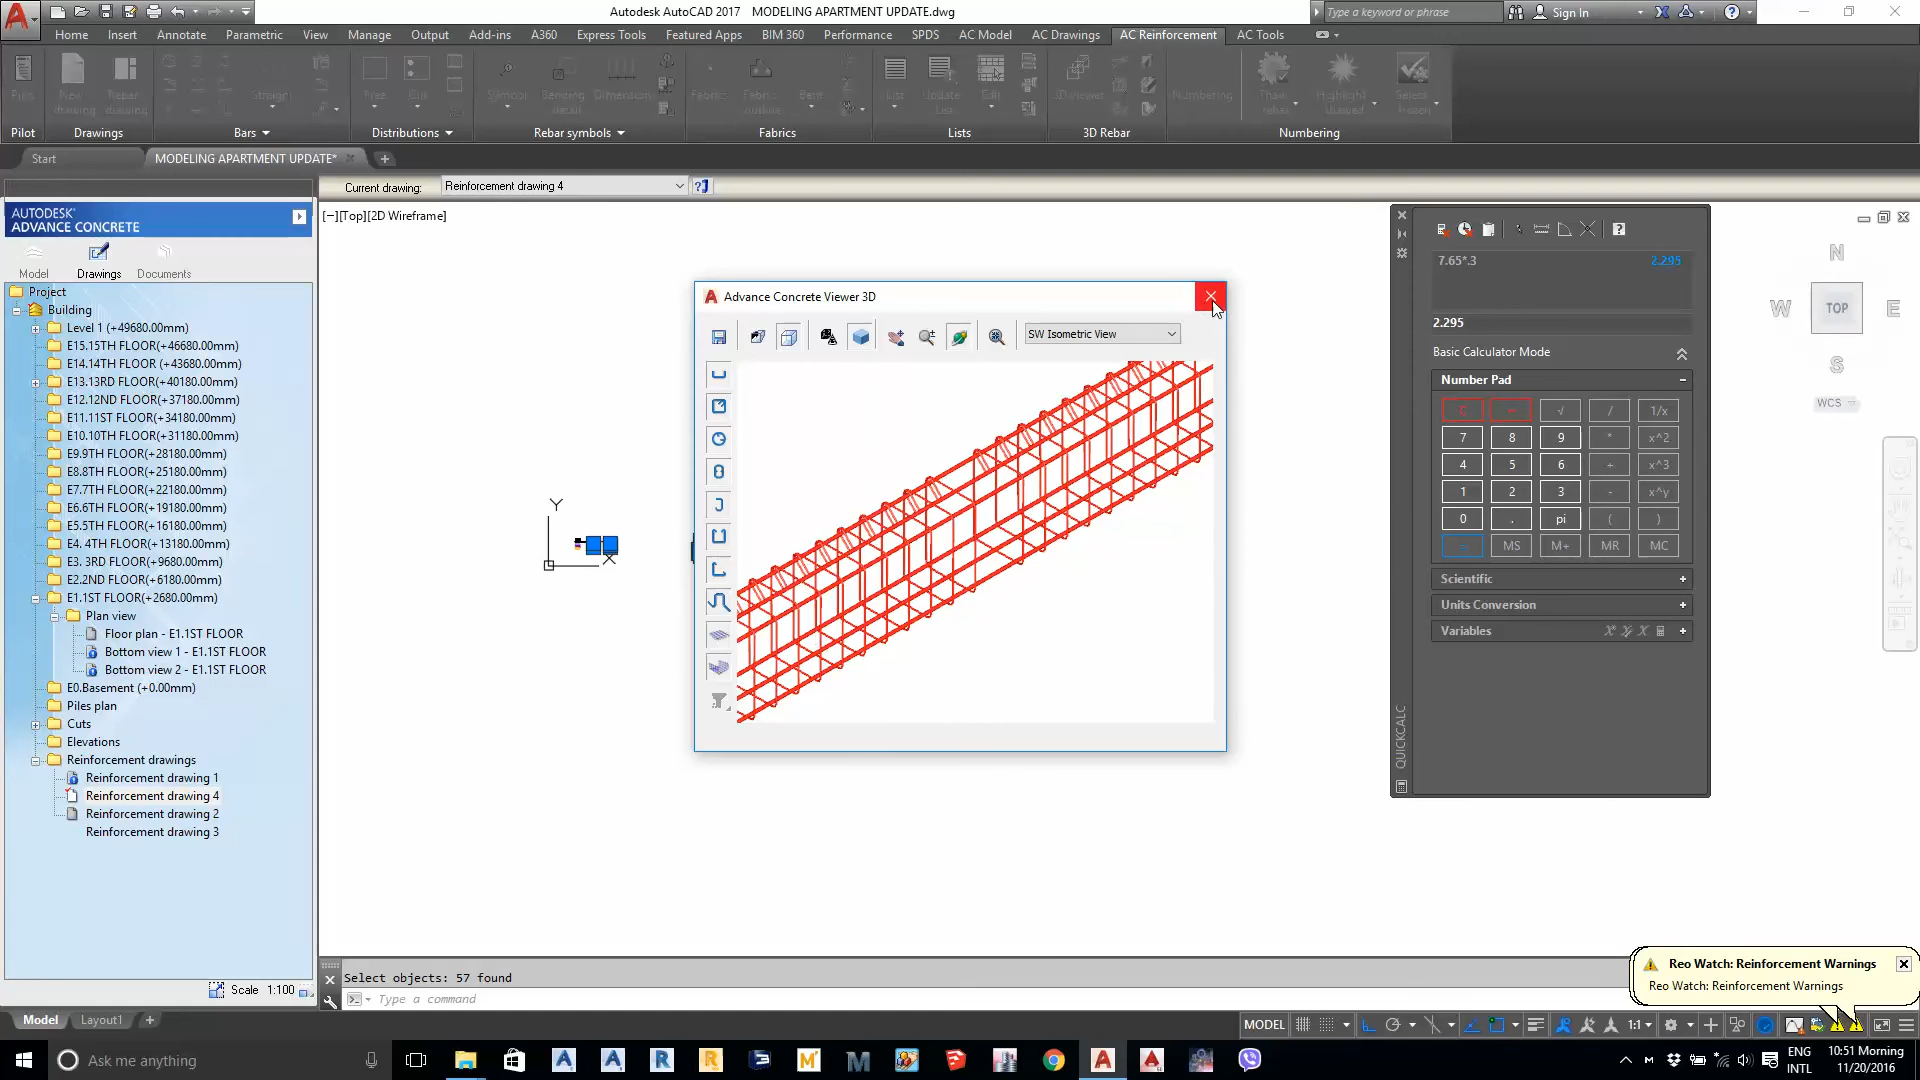 Autodesk AutoCAD 2017    MODELING APARTMENT UPDATE.dwg
Type a keyword or phrase
Sign In
Home Insert Annotate Parametric View Manage Output Add-ins A360 Express Tools Featured Apps BIM 360 Performance SPDS AC Model AC Drawings AC Reinforcement AC Tools
Pilot
New drawing
Straight
Symbol
Bending detail
Dimension
Fabrics
List
Update List
Edit
Numbering
Pilot Drawings Bars Distributions Rebar symbols Fabrics Lists 3D Rebar Numbering
Start
MODELING APARTMENT UPDATE*
Current drawing: Reinforcement drawing 4
AUTODESK®
ADVANCE CONCRETE
Model Drawings Documents
Project
Building
Level 1 (+49680.00mm)
E15.15TH FLOOR(+46680.00mm)
E14.14TH FLOOR (+43680.00mm)
E13.13RD FLOOR(+40180.00mm)
E12.12ND FLOOR(+37180.00mm)
E11.11ST FLOOR(+34180.00mm)
E10.10TH FLOOR(+31180.00mm)
E9.9TH FLOOR(+28180.00mm)
E8.8TH FLOOR(+25180.00mm)
E7.7TH FLOOR(+22180.00mm)
E6.6TH FLOOR(+19180.00mm)
E5.5TH FLOOR(+16180.00mm)
E4. 4TH FLOOR(+13180.00mm)
E3. 3RD FLOOR(+9680.00mm)
E2.2ND FLOOR(+6180.00mm)
E1.1ST FLOOR(+2680.00mm)
Plan view
Floor plan - E1.1ST FLOOR
Bottom view 1 - E1.1ST FLOOR
Bottom view 2 - E1.1ST FLOOR
E0.Basement (+0.00mm)
Piles plan
Cuts
Elevations
Reinforcement drawings
Reinforcement drawing 1
Reinforcement drawing 4
Reinforcement drawing 2
Reinforcement drawing 3
Scale 1:100
[−][Top][2D Wireframe]
Y
X
Advance Concrete Viewer 3D
SW Isometric View
7.65*.3
2.295
2.295
Basic Calculator Mode
Number Pad
C √ / 1/x
7 8 9 * x^2
4 5 6 + x^3
1 2 3 - x^y
0 . pi ( )
= MS M+ MR MC
Scientific
Units Conversion
Variables
QUICKCALC
N
W TOP E
S
WCS
Select objects: 57 found
Type a command
Reo Watch: Reinforcement Warnings
Reo Watch: Reinforcement Warnings
Model Layout1
MODEL
1:1
Ask me anything
ENG
INTL
10:51 Morning
11/20/2016